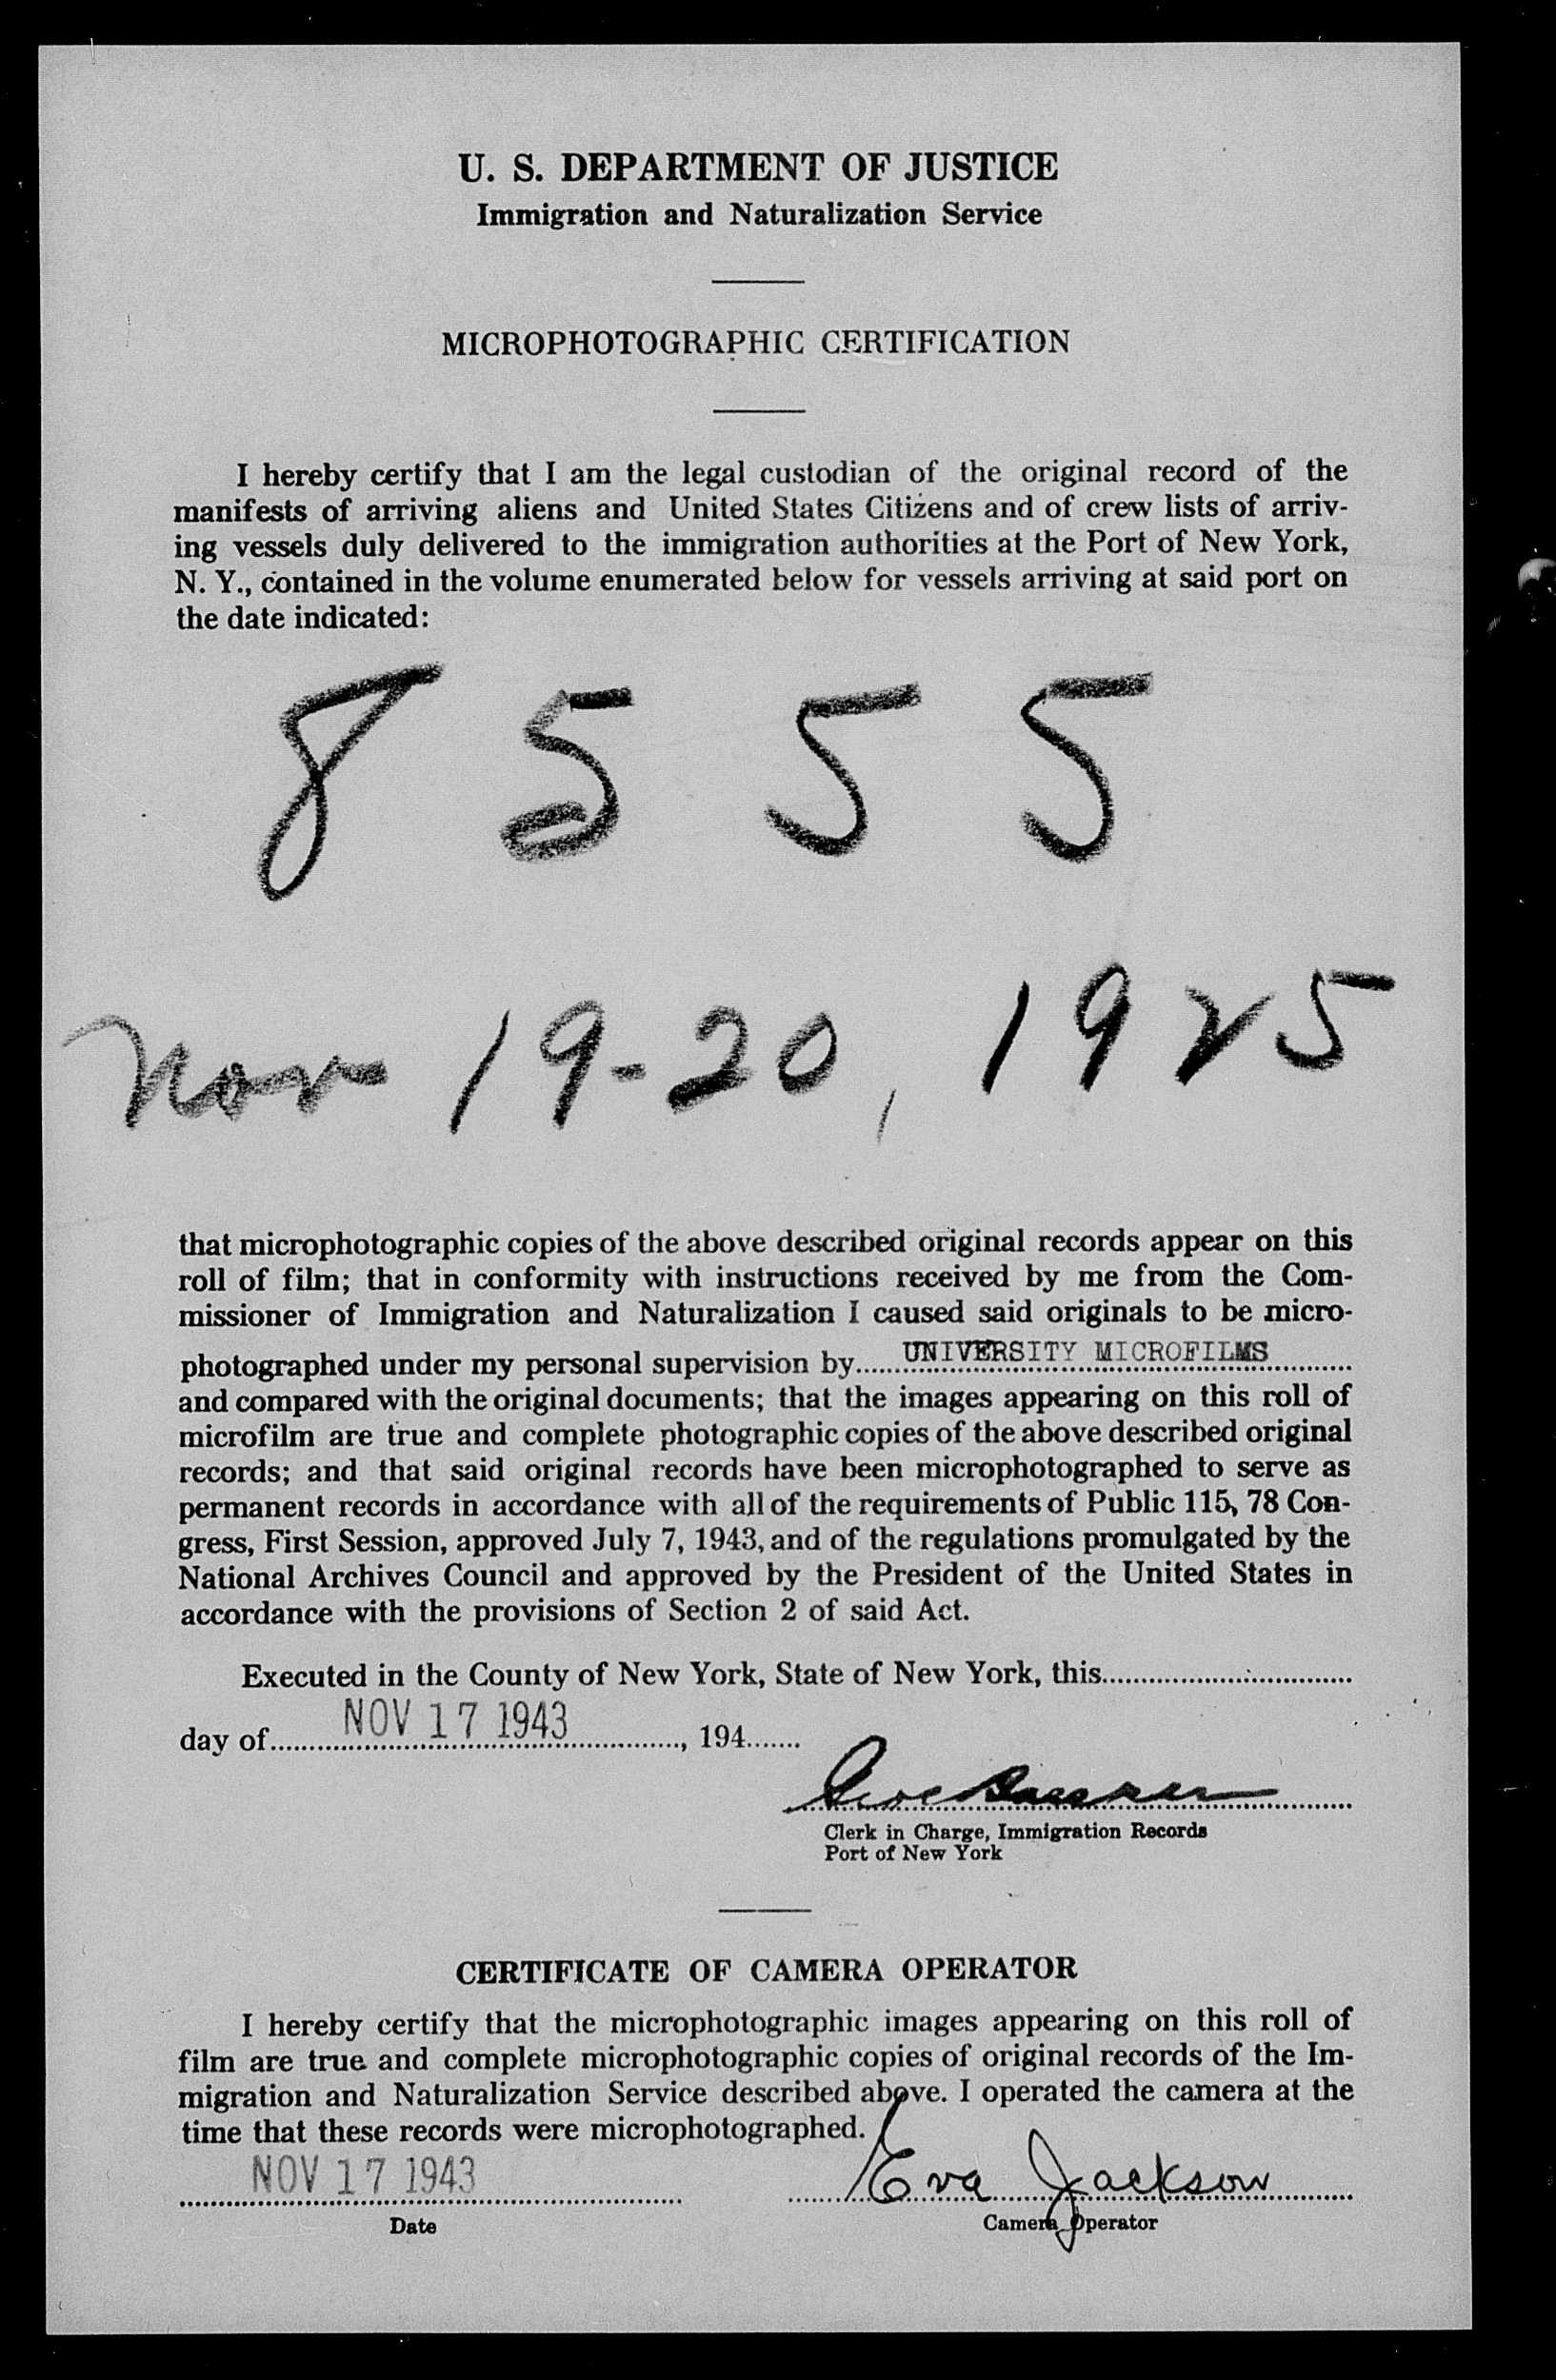 U. S. DEPARTMENT OF JUSTICE
Immigration and Naturalization Service
MICROPHOTOGRAPHIC CERTIFICATION
I hereby certify that I am the legal custodian of the original record of the
manifests of arriving aliens and United States Citizens and of crew lists of arriv-
ing vessels duly delivered to the immigration authorities at the Port of New York,
N. Y., contained in the volume enumerated below for vessels arriving at said port on
the date indicated:
8 5 5 5
Nov 19-20, 1925
that microphotographic copies of the above described original records appear on this
roll of film; that in conformity with instructions received by me from the Com-
missioner of Immigration and Naturalization I caused said originals to be micro-
photographed under my personal supervision by UNIVERSITY MICROFILMS
and compared with the original documents; that the images appearing on this roll of
microfilm are true and complete photographic copies of the above described original
records; and that said original records have been microphotographed to serve as
permanent records in accordance with all of the requirements of Public 115, 78 Con-
gress, First Session, approved July 7, 1943, and of the regulations promulgated by the
National Archives Council and approved by the President of the United States in
accordance with the provisions of Section 2 of said Act.
Executed in the County of New York, State of New York, this
day of NOV 17 1943, 194
Clerk in Charge, Immigration Records
Port of New York
CERTIFICATE OF CAMERA OPERATOR
I hereby certify that the microphotographic images appearing on this roll of
film are true and complete microphotographic copies of original records of the Im-
migration and Naturalization Service described above. I operated the camera at the
time that these records were microphotographed.
NOV 17 1943 Eva Jackson
Date Camera Operator